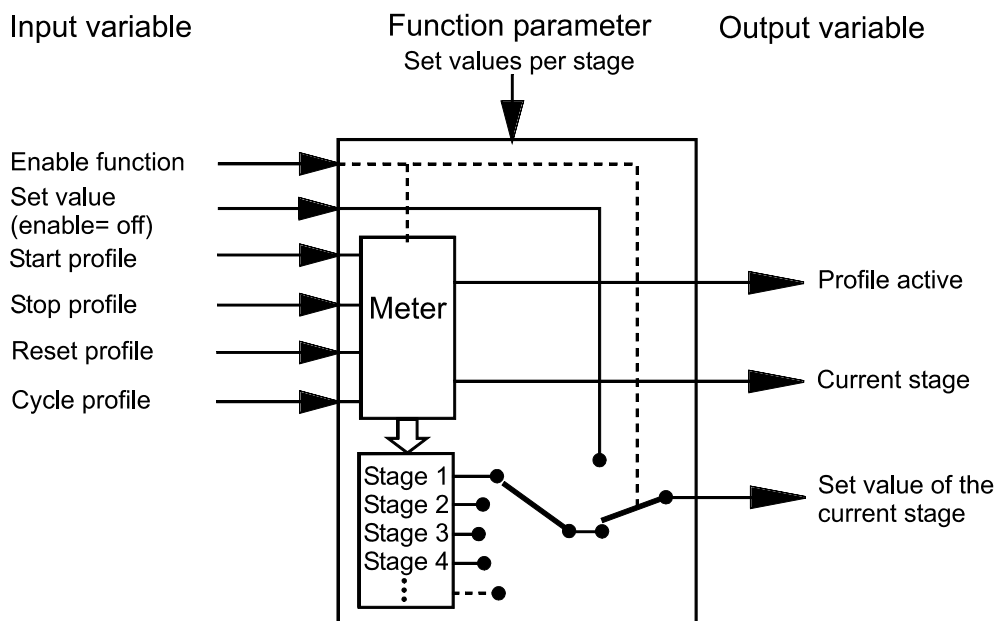 Input variable
Function parameter
Output variable
Set values per stage
Enable function
Set value
(enable= off)
Start profile
Stop profile
Reset profile
Cycle profile
Meter
Profile active
Current stage
Stage 1
Stage 2
Stage 3
Stage 4
Set value of the
current stage